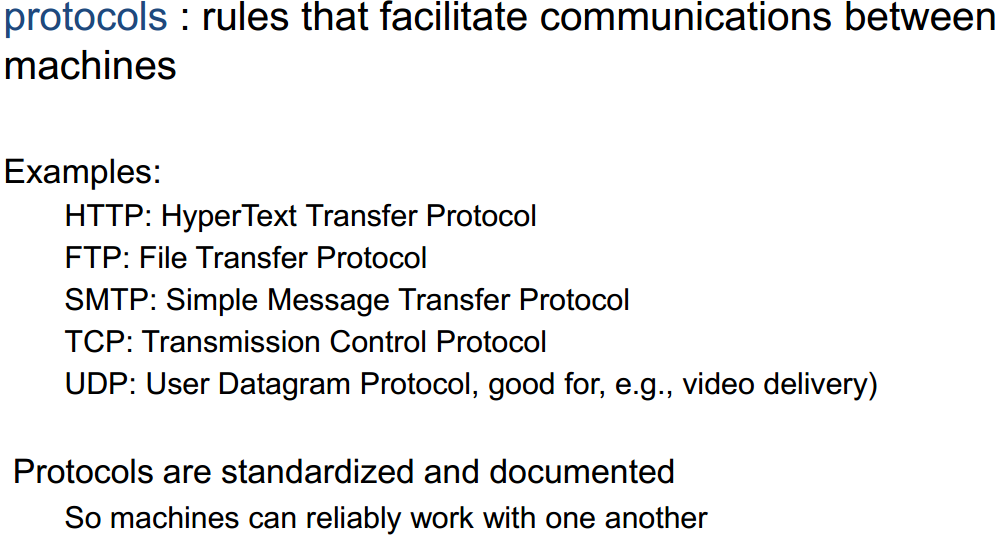 protocols : rules that facilitate communications between
machines
Examples:
HTTP: HyperText Transfer Protocol
FTP: File Transfer Protocol
SMTP: Simple Message Transfer Protocol
TCP: Transmission Control Protocol
UDP: User Datagram Protocol, good for, e.g., video delivery)
Protocols are standardized and documented
So machines can reliably work with one another